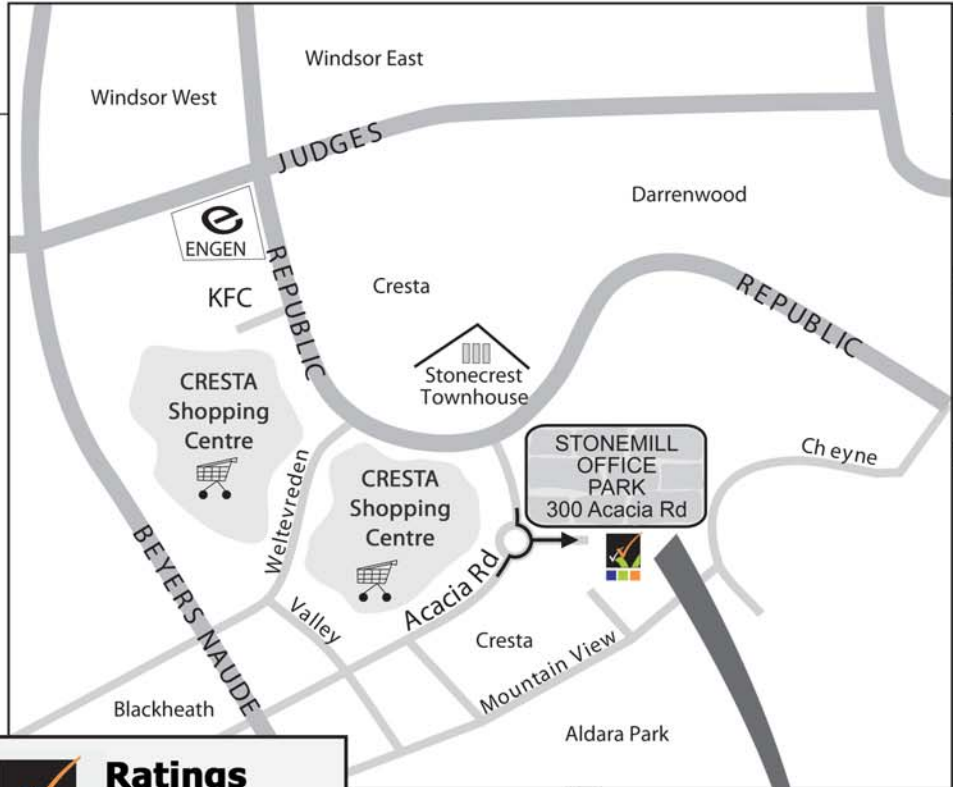 Windsor East
Windsor West
JUDGES
Darrenwood
e
ENGEN
REPUBLIC
KFC
Cresta
REPUBLIC
Stonecrest
Townhouse
CRESTA
Shopping
Centre
STONEMILL
OFFICE
PARK
300 Acacia Rd
Cheyne
Weltevreden
CRESTA
Shopping
Centre
BEYERS NAUDE
Acacia Rd
Valley
Cresta
Mountain View
Blackheath
Aldara Park
Ratings